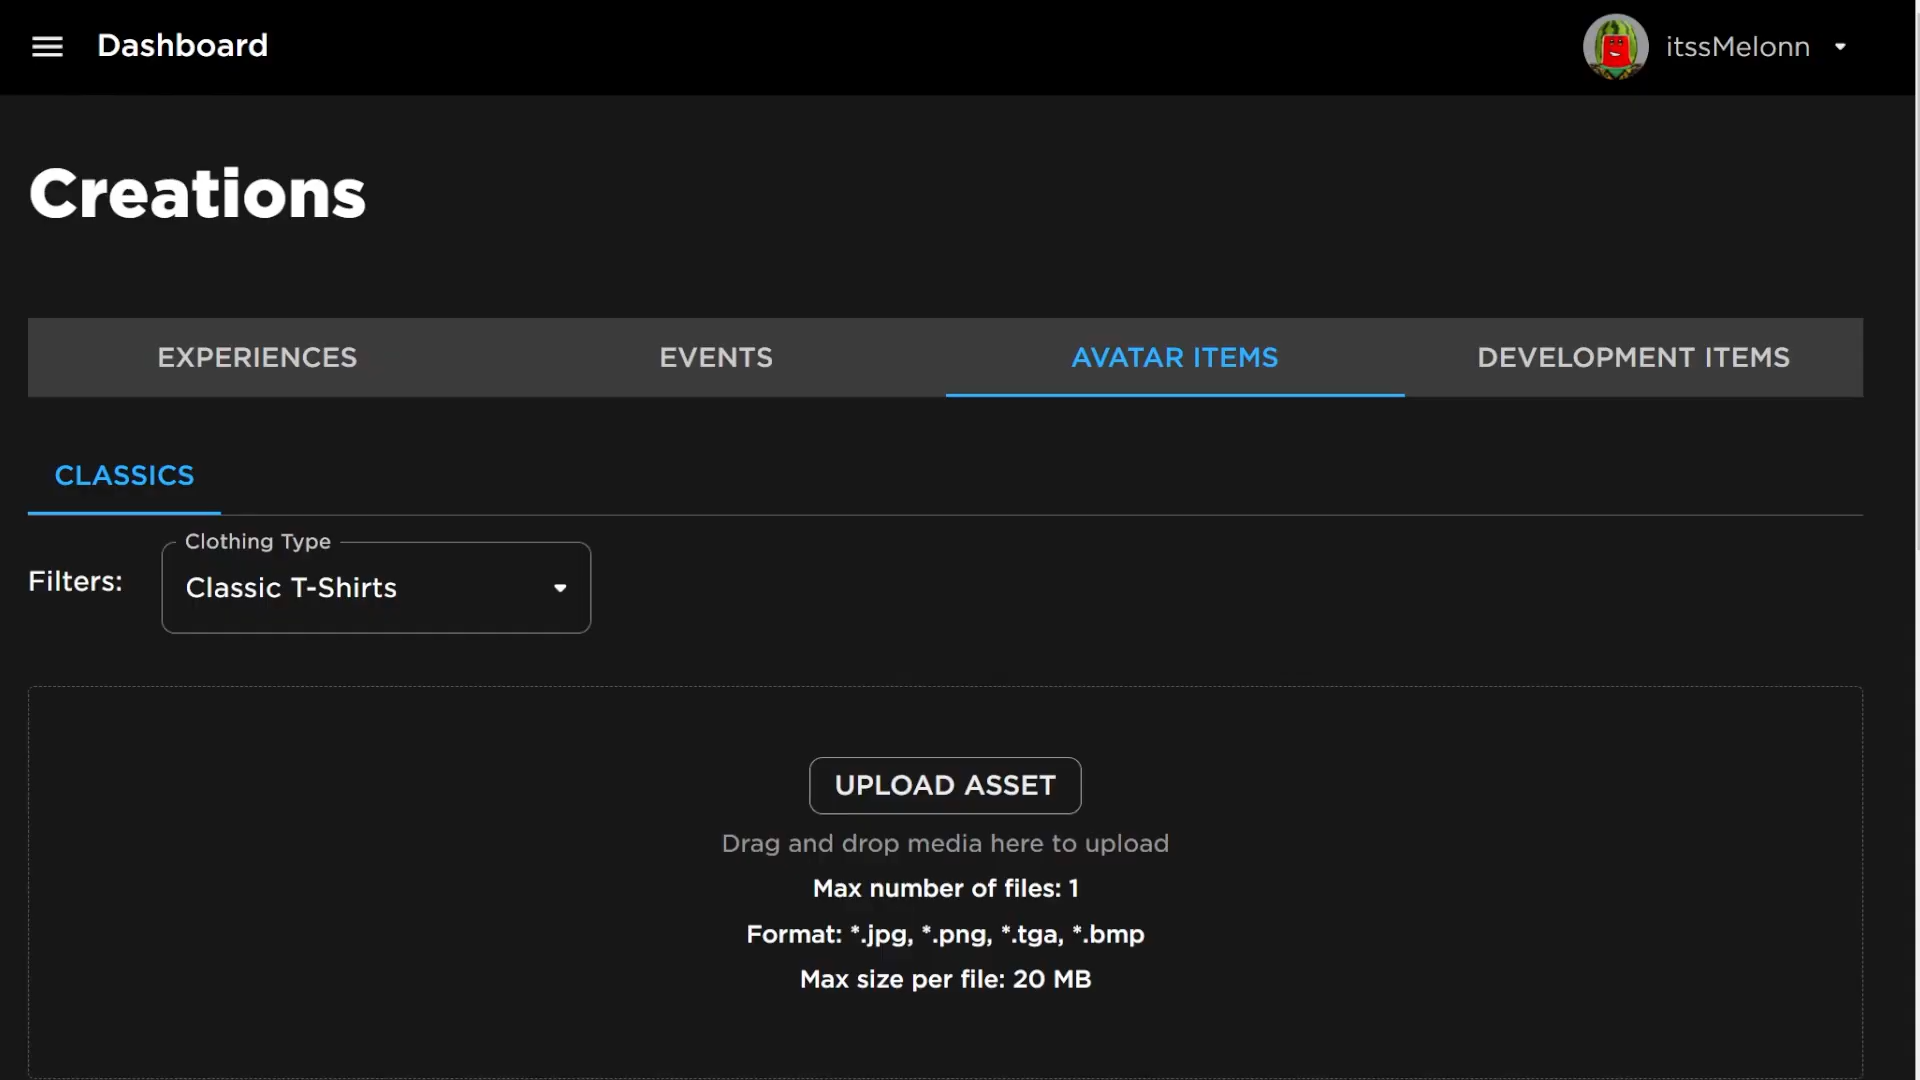 Dashboard
itssMelonn
Creations
EXPERIENCES
EVENTS
AVATAR ITEMS
DEVELOPMENT ITEMS
CLASSICS
Filters:
Clothing Type
Classic T-Shirts
UPLOAD ASSET
Drag and drop media here to upload
Max number of files: 1
Format: *.jpg, *.png, *.tga, *.bmp
Max size per file: 20 MB